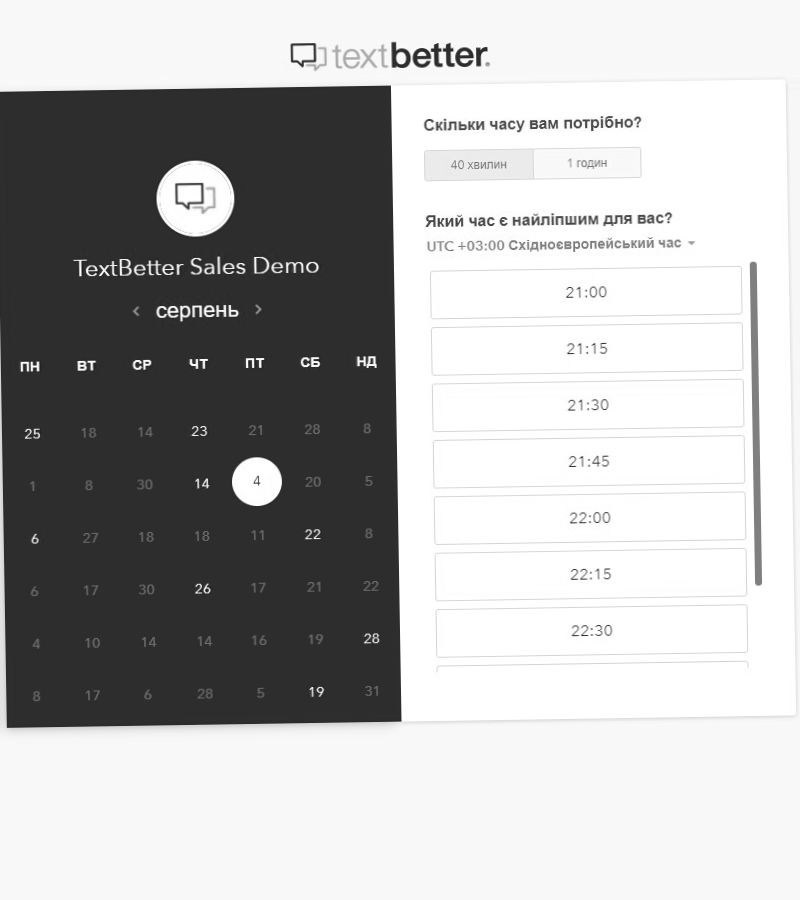 textbetter.
TextBetter Sales Demo
серпень
ПН ВТ СР ЧТ ПТ СБ НД
25 18 14 23 21 28 8
1 8 30 14 4 20 5
6 27 18 18 11 22 8
6 17 30 26 17 21 22
4 10 14 14 16 19 28
8 17 6 28 5 19 31
Скільки часу вам потрібно?
40 хвилин 1 годин
Який час є найліпшим для вас?
UTC +03:00 Східноєвропейський час
21:00
21:15
21:30
21:45
22:00
22:15
22:30